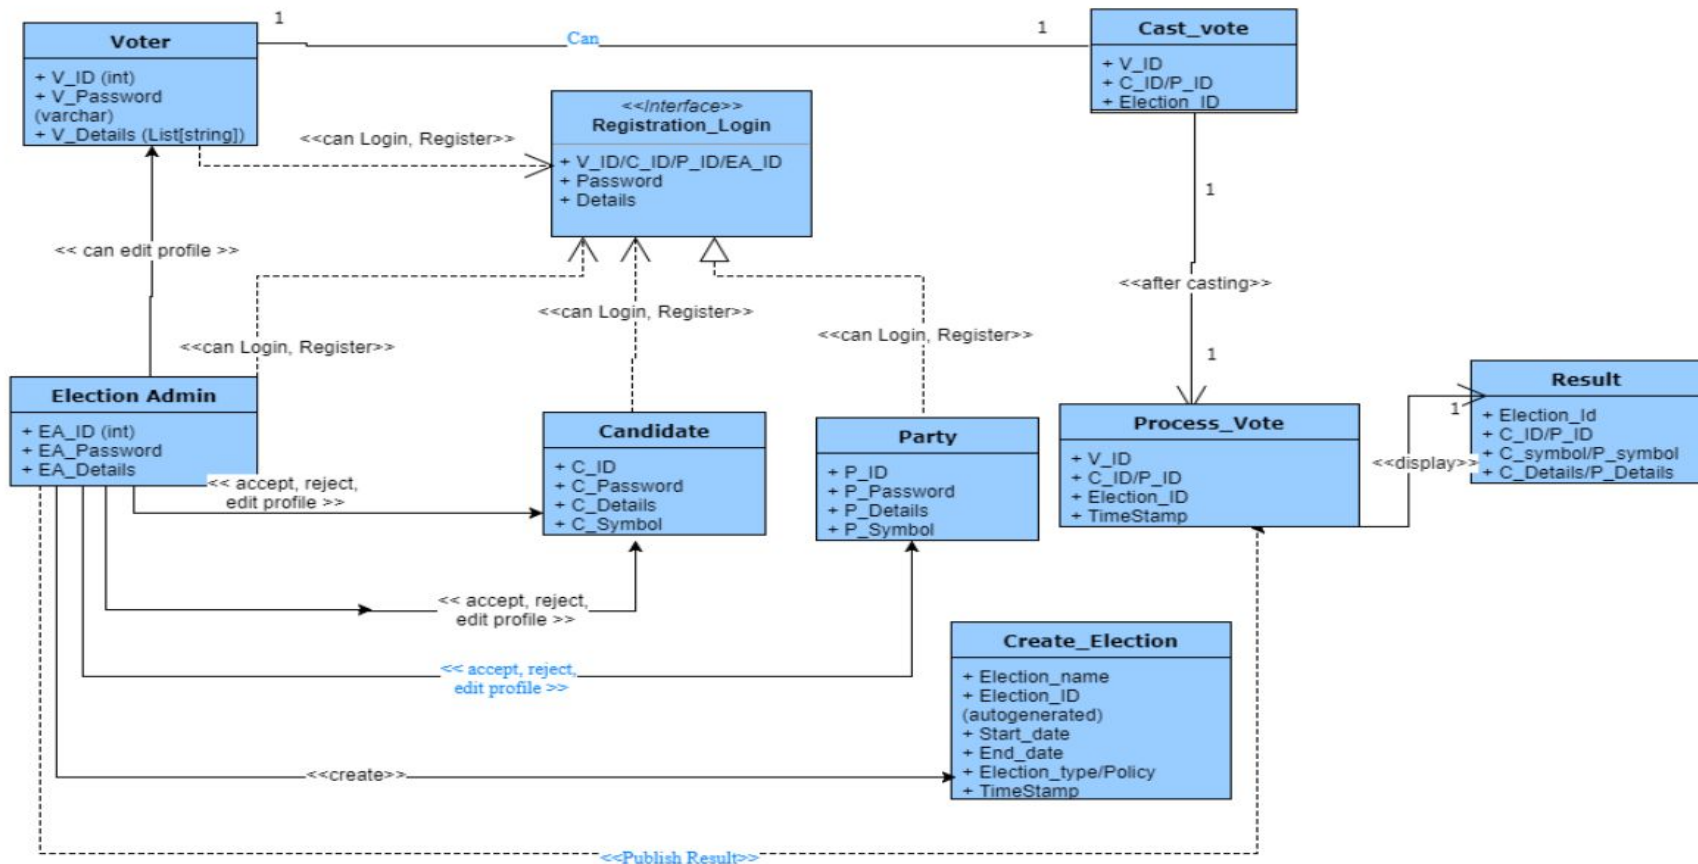 1
Voter
+ V_ID (int)
+ V_Password
(varchar)
+ V_Details (List[string])
Can
1
Cast_vote
+ V_ID
+ C_ID/P_ID
+ Election_ID
<<Interface>>
Registration_Login
+ V_ID/C_ID/P_ID/EA_ID
+ Password
+ Details
<<can Login, Register>>
1
<< can edit profile >>
<<after casting>>
<<can Login, Register>>
<<can Login, Register>>
<<can Login, Register>>
1
Election Admin
+ EA_ID (int)
+ EA_Password
+ EA_Details
Candidate
+ C_ID
+ C_Password
+ C_Details
+ C_Symbol
Party
+ P_ID
+ P_Password
+ P_Details
+ P_Symbol
Process_Vote
+ V_ID
+ C_ID/P_ID
+ Election_ID
+ TimeStamp
1
<<display>>
Result
+ Election_Id
+ C_ID/P_ID
+ C_symbol/P_symbol
+ C_Details/P_Details
<< accept, reject,
edit profile >>
<< accept, reject,
edit profile >>
<< accept, reject,
edit profile >>
Create_Election
+ Election_name
+ Election_ID
(autogenerated)
+ Start_date
+ End_date
+ Election_type/Policy
+ TimeStamp
<<create>>
<<Publish Result>>